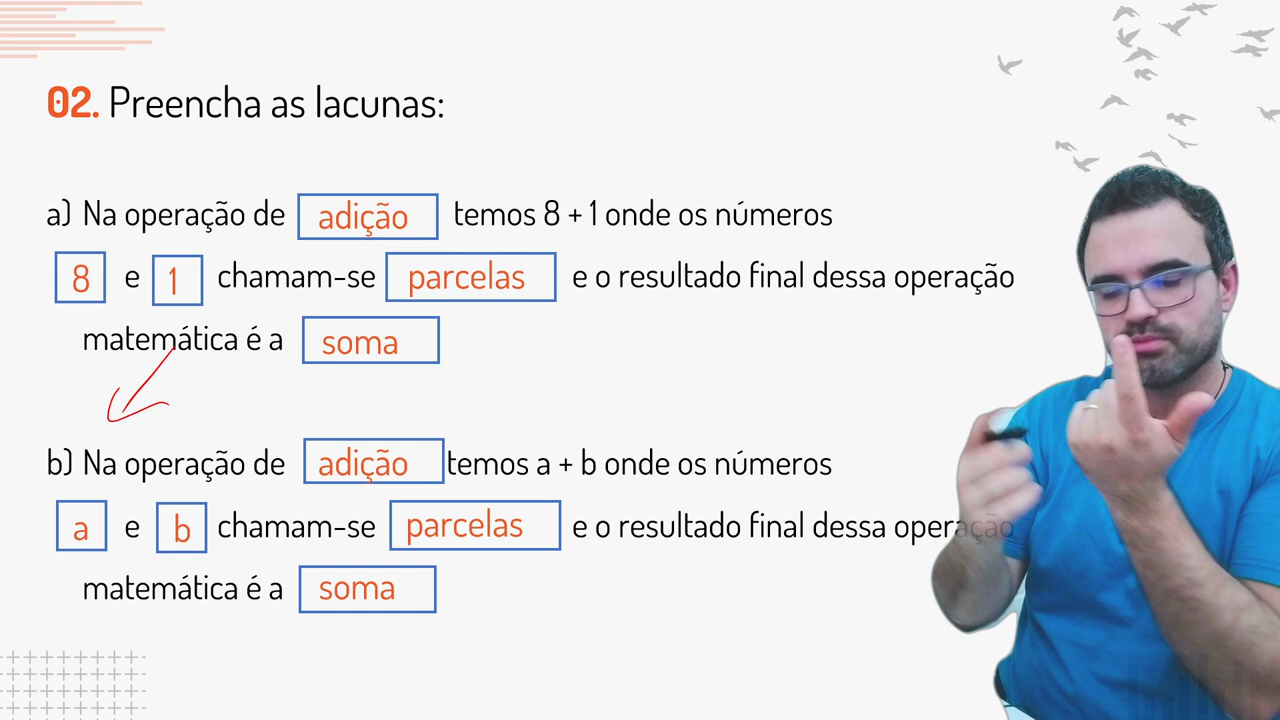 02. Preencha as lacunas:
a) Na operação de adição temos 8 + 1 onde os números
8 e 1 chamam-se parcelas e o resultado final dessa operação
matemática é a soma
b) Na operação de adição temos a + b onde os números
a e b chamam-se parcelas e o resultado final dessa operação
matemática é a soma